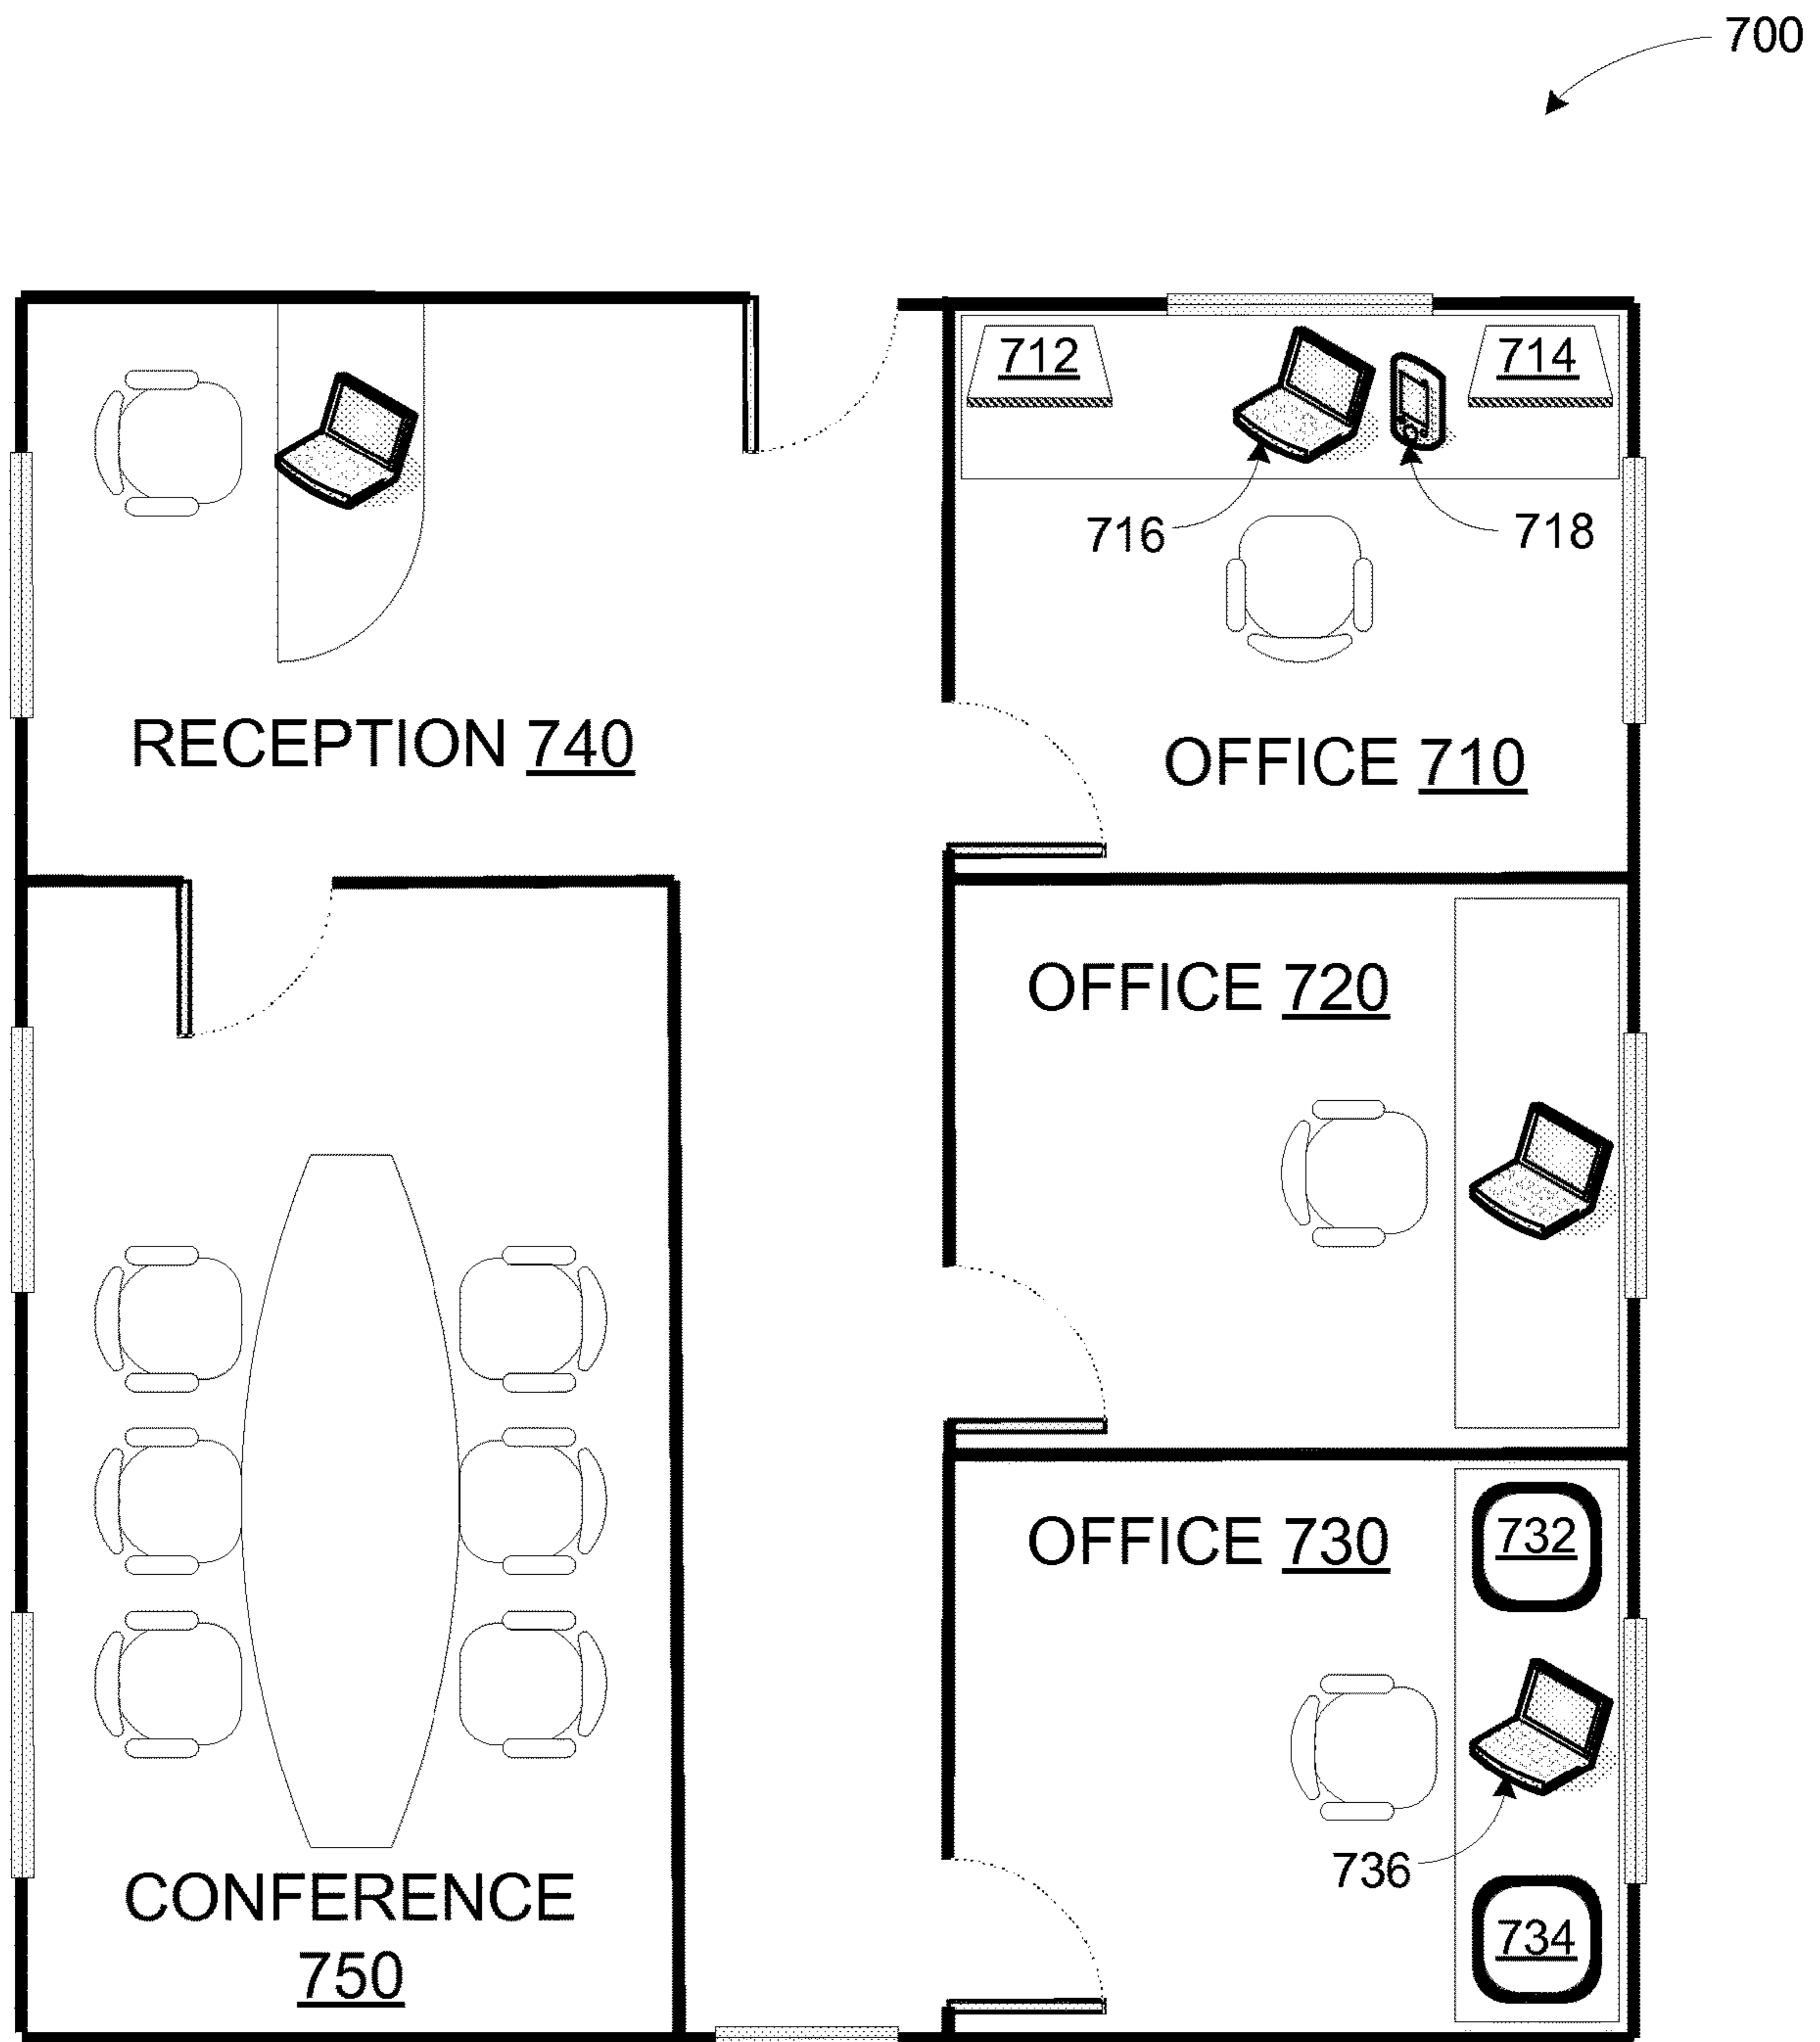 700
712
714
716
718
RECEPTION 740
OFFICE 710
OFFICE 720
OFFICE 730
732
736
CONFERENCE
750
734